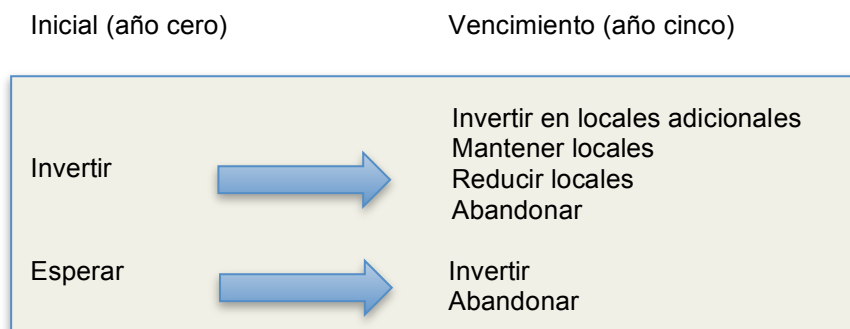 Inicial (año cero) Vencimiento (año cinco)
Invertir
Invertir en locales adicionales
Mantener locales
Reducir locales
Abandonar
Esperar
Invertir
Abandonar